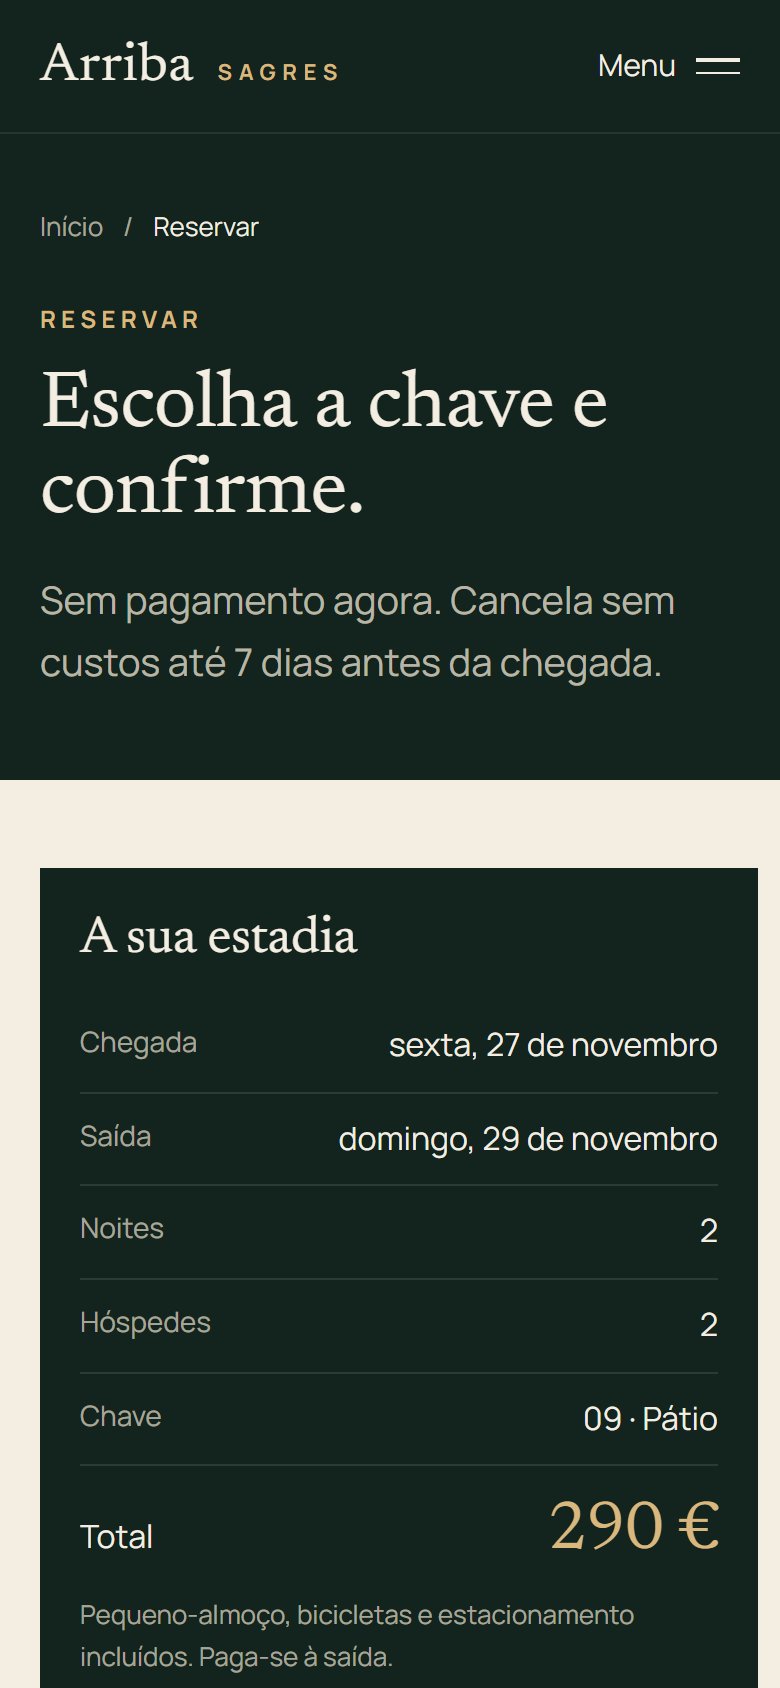 Arriba SAGRES Menu
Início / Reservar
RESERVAR
Escolha a chave e
confirme.
Sem pagamento agora. Cancela sem
custos até 7 dias antes da chegada.
A sua estadia
Chegada sexta, 27 de novembro
Saída domingo, 29 de novembro
Noites 2
Hóspedes 2
Chave 09 · Pátio
Total 290 €
Pequeno-almoço, bicicletas e estacionamento
incluídos. Paga-se à saída.